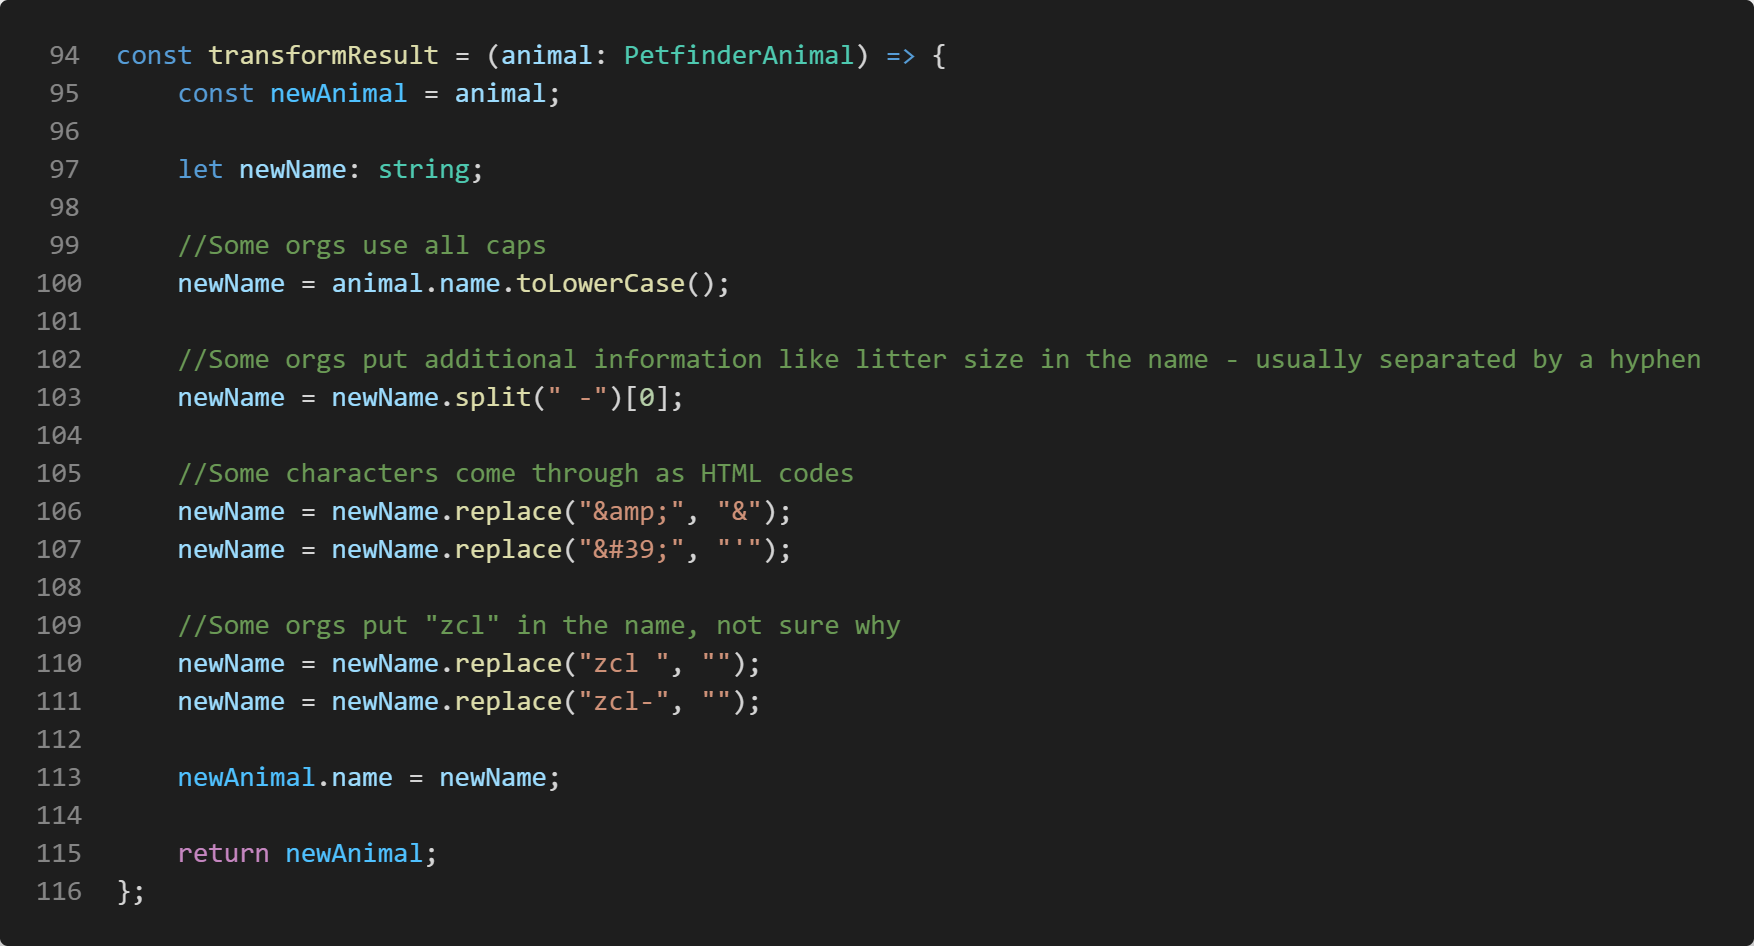 94 const transformResult = (animal: PetfinderAnimal) => {
95     const newAnimal = animal;
96
97     let newName: string;
98
99     //Some orgs use all caps
100     newName = animal.name.toLowerCase();
101
102     //Some orgs put additional information like litter size in the name - usually separated by a hyphen
103     newName = newName.split(" -")[0];
104
105     //Some characters come through as HTML codes
106     newName = newName.replace("&amp;", "&");
107     newName = newName.replace("&#39;", "'");
108
109     //Some orgs put "zcl" in the name, not sure why
110     newName = newName.replace("zcl ", "");
111     newName = newName.replace("zcl-", "");
112
113     newAnimal.name = newName;
114
115     return newAnimal;
116 };